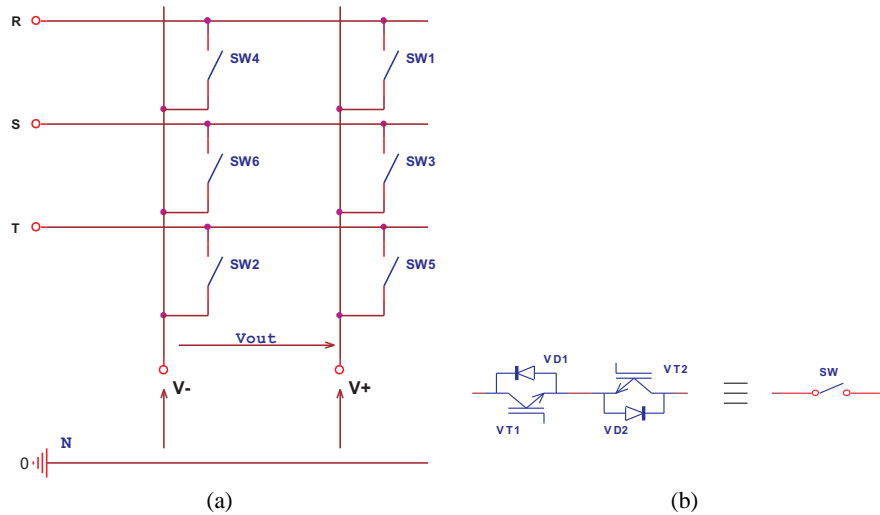 R
SW4
SW1
S
SW6
SW3
T
SW2
SW5
Vout
V-
V+
N
0
(a)
VD1
VT2
VT1
VD2
SW
(b)